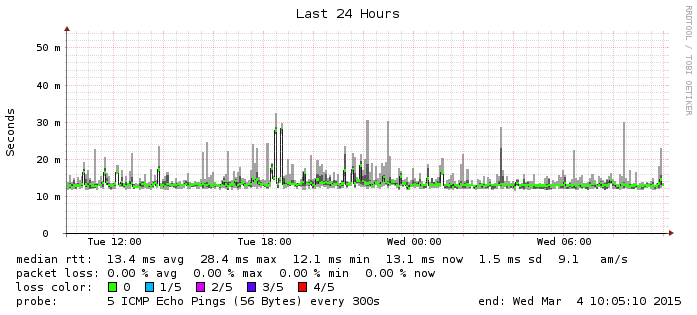 Last 24 Hours
RRDTOOL / TOBI OETIKER
Seconds
50 m
40 m
30 m
20 m
10 m
0
Tue 12:00 Tue 18:00 Wed 00:00 Wed 06:00
median rtt: 13.4 ms avg 28.4 ms max 12.1 ms min 13.1 ms now 1.5 ms sd 9.1 am/s
packet loss: 0.00 % avg 0.00 % max 0.00 % min 0.00 % now
loss color: 0 1/5 2/5 3/5 4/5
probe: 5 ICMP Echo Pings (56 Bytes) every 300s end: Wed Mar 4 10:05:10 2015